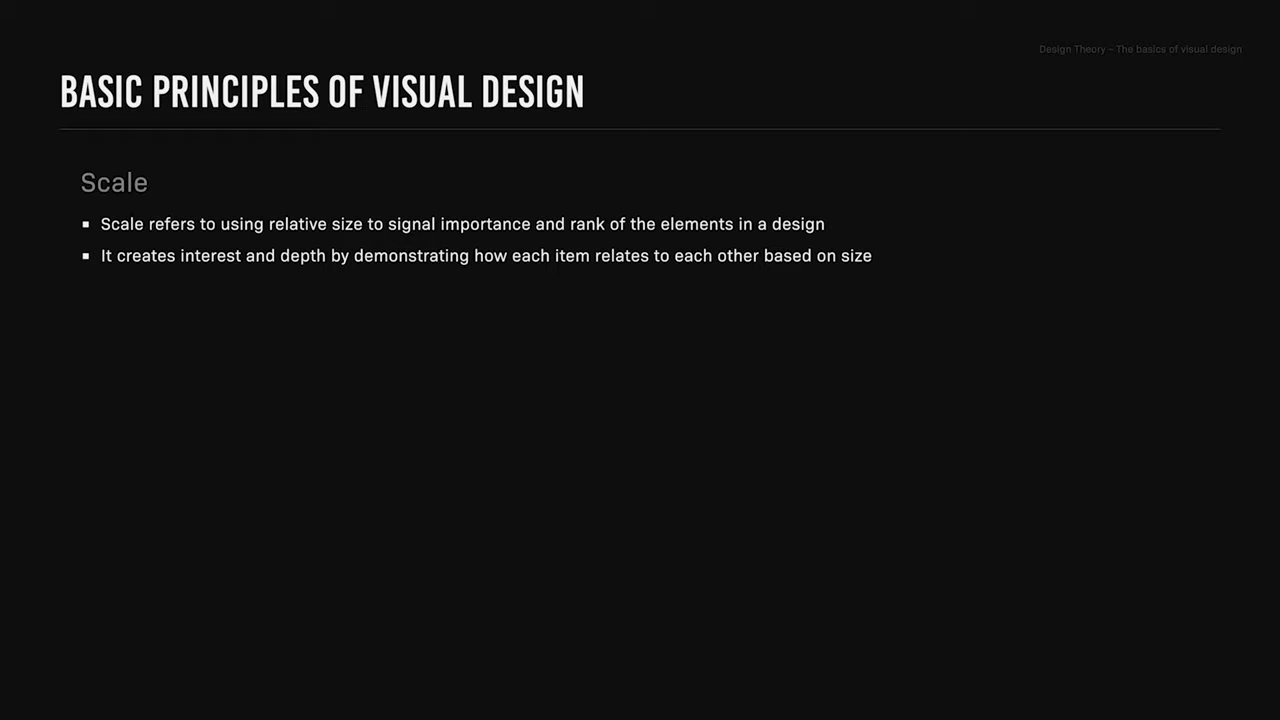 Design Theory – The basics of visual design
BASIC PRINCIPLES OF VISUAL DESIGN
Scale
▪ Scale refers to using relative size to signal importance and rank of the elements in a design
▪ It creates interest and depth by demonstrating how each item relates to each other based on size